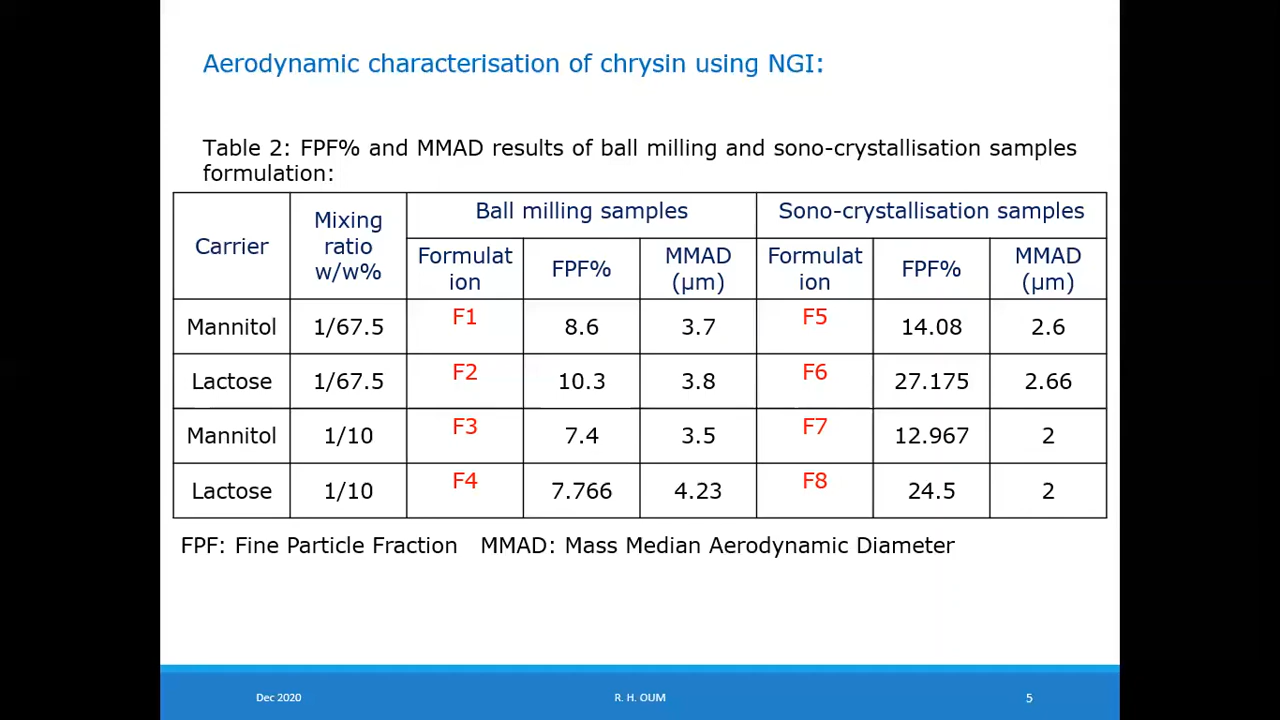 Aerodynamic characterisation of chrysin using NGI:
Table 2: FPF% and MMAD results of ball milling and sono-crystallisation samples
formulation:
Carrier Mixing ratio w/w% Ball milling samples Sono-crystallisation samples
Formulation FPF% MMAD (µm) Formulation FPF% MMAD (µm)
Mannitol 1/67.5 F1 8.6 3.7 F5 14.08 2.6
Lactose 1/67.5 F2 10.3 3.8 F6 27.175 2.66
Mannitol 1/10 F3 7.4 3.5 F7 12.967 2
Lactose 1/10 F4 7.766 4.23 F8 24.5 2
FPF: Fine Particle Fraction MMAD: Mass Median Aerodynamic Diameter
Dec 2020 R. H. OUM 5